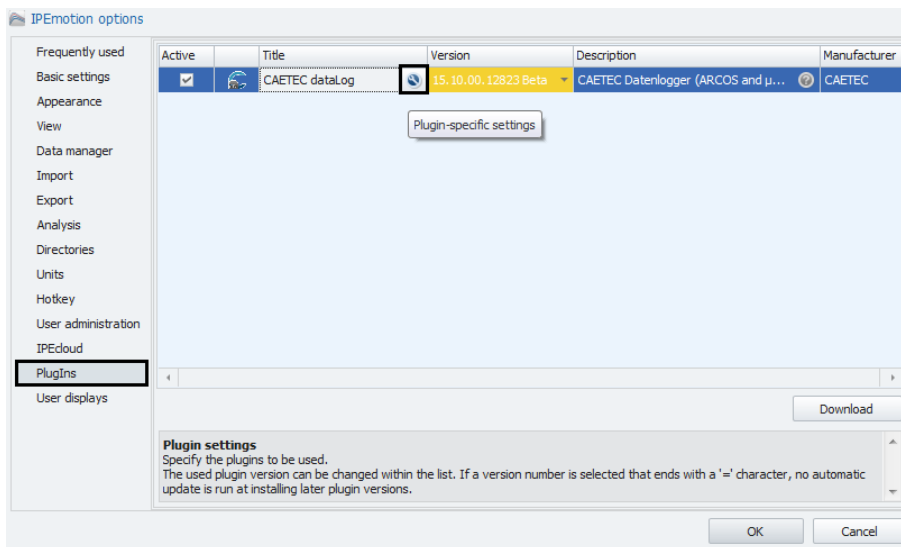 IPEmotion options
Frequently used
Basic settings
Appearance
View
Data manager
Import
Export
Analysis
Directories
Units
Hotkey
User administration
IPEcloud
PlugIns
User displays
Active Title Version Description Manufacturer
CAETEC dataLog 15.10.00.12823 Beta CAETEC Datenlogger (ARCOS and µ... CAETEC
Plugin-specific settings
Download
Plugin settings
Specify the plugins to be used.
The used plugin version can be changed within the list. If a version number is selected that ends with a '=' character, no automatic
update is run at installing later plugin versions.
OK Cancel